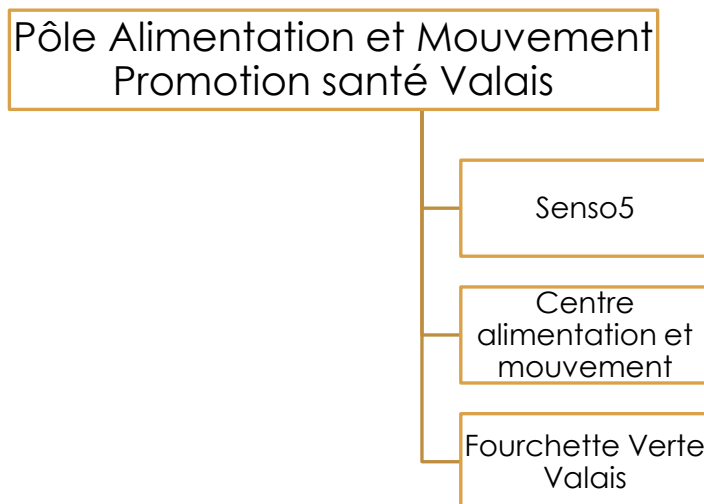 Pôle Alimentation et Mouvement
Promotion santé Valais
Senso5
Centre
alimentation et
mouvement
Fourchette Verte
Valais